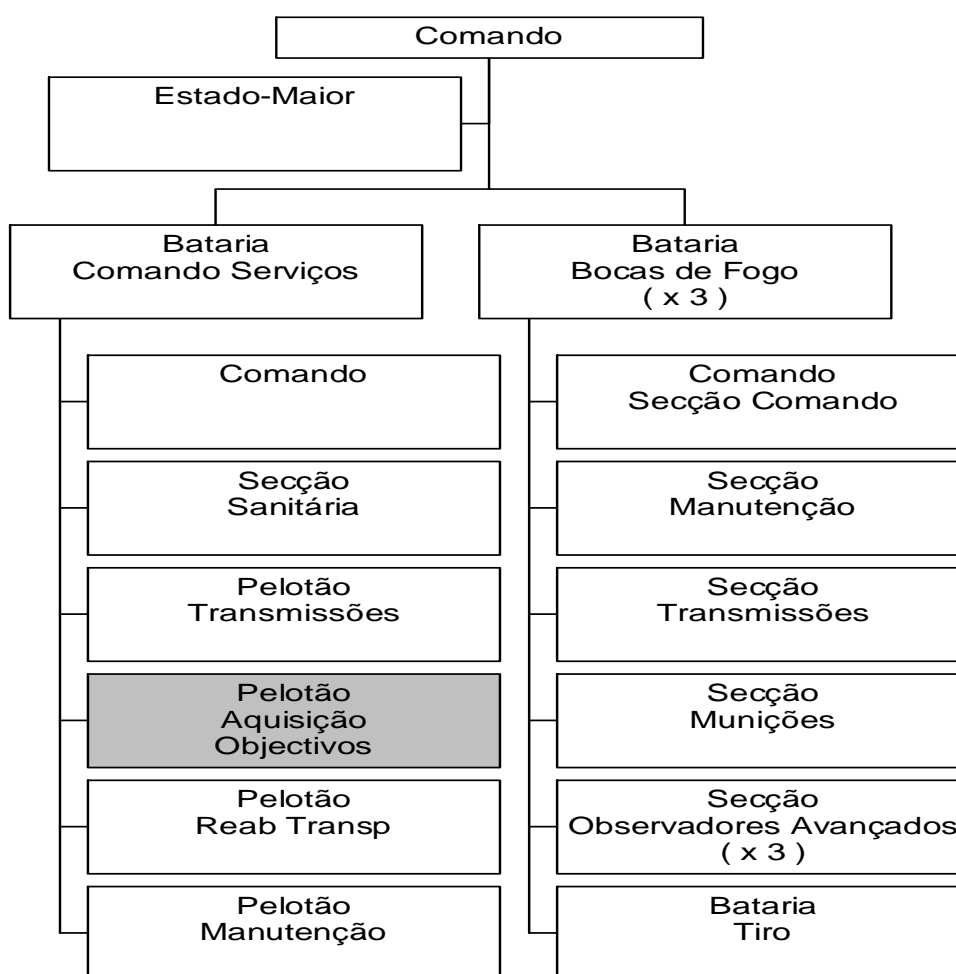 Comando
Estado-Maior
Bataria
Comando Serviços
Bataria
Bocas de Fogo
( x 3 )
Comando
Secção
Sanitária
Pelotão
Transmissões
Pelotão
Aquisição
Objectivos
Pelotão
Reab Transp
Pelotão
Manutenção
Comando
Secção Comando
Secção
Manutenção
Secção
Transmissões
Secção
Munições
Secção
Observadores Avançados
( x 3 )
Bataria
Tiro